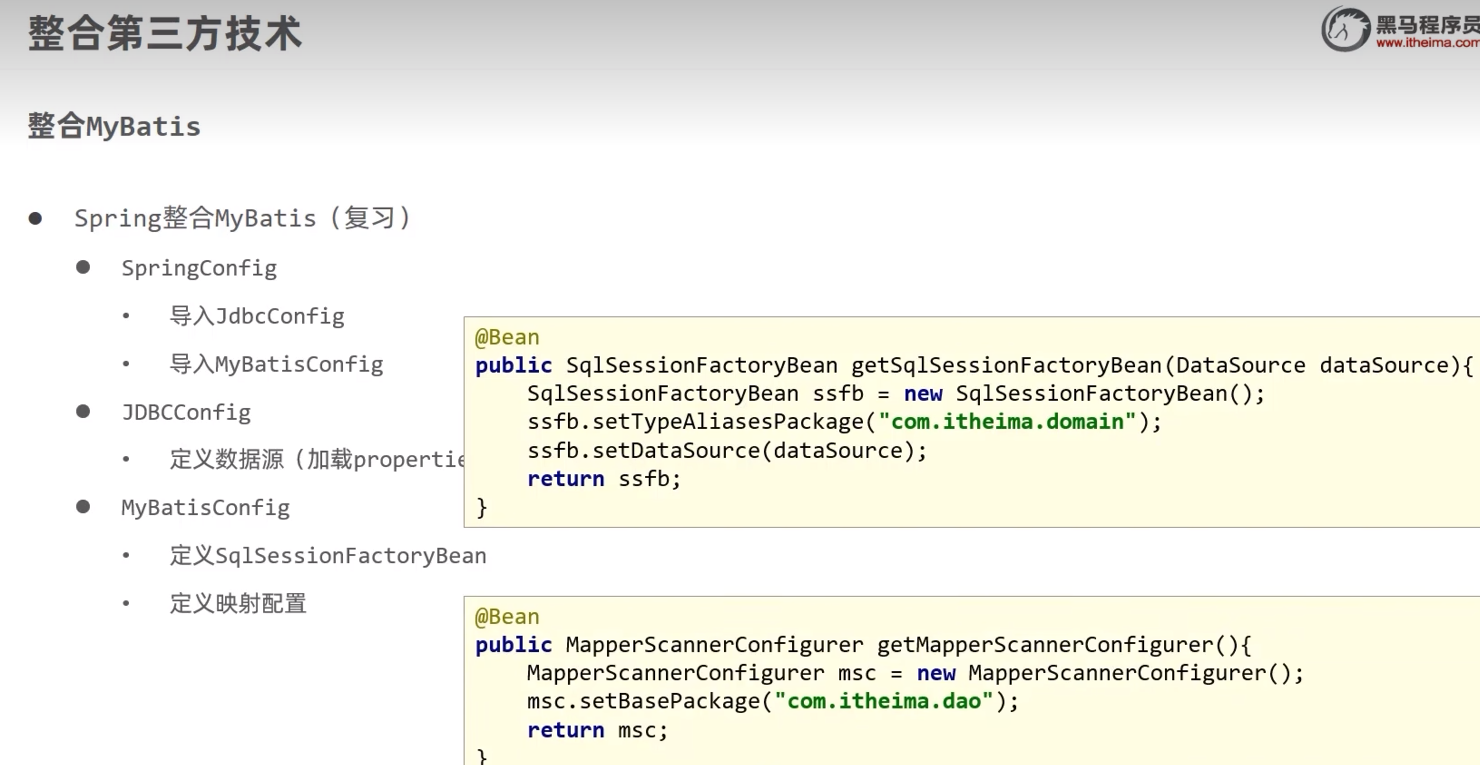 整合第三方技术
黑马程序员
www.itheima.com
整合MyBatis
● Spring整合MyBatis（复习）
● SpringConfig
• 导入JdbcConfig
• 导入MyBatisConfig
● JDBCConfig
• 定义数据源（加载propertie
● MyBatisConfig
• 定义SqlSessionFactoryBean
• 定义映射配置
@Bean
public SqlSessionFactoryBean getSqlSessionFactoryBean(DataSource dataSource){
SqlSessionFactoryBean ssfb = new SqlSessionFactoryBean();
ssfb.setTypeAliasesPackage("com.itheima.domain");
ssfb.setDataSource(dataSource);
return ssfb;
}
@Bean
public MapperScannerConfigurer getMapperScannerConfigurer(){
MapperScannerConfigurer msc = new MapperScannerConfigurer();
msc.setBasePackage("com.itheima.dao");
return msc;
}